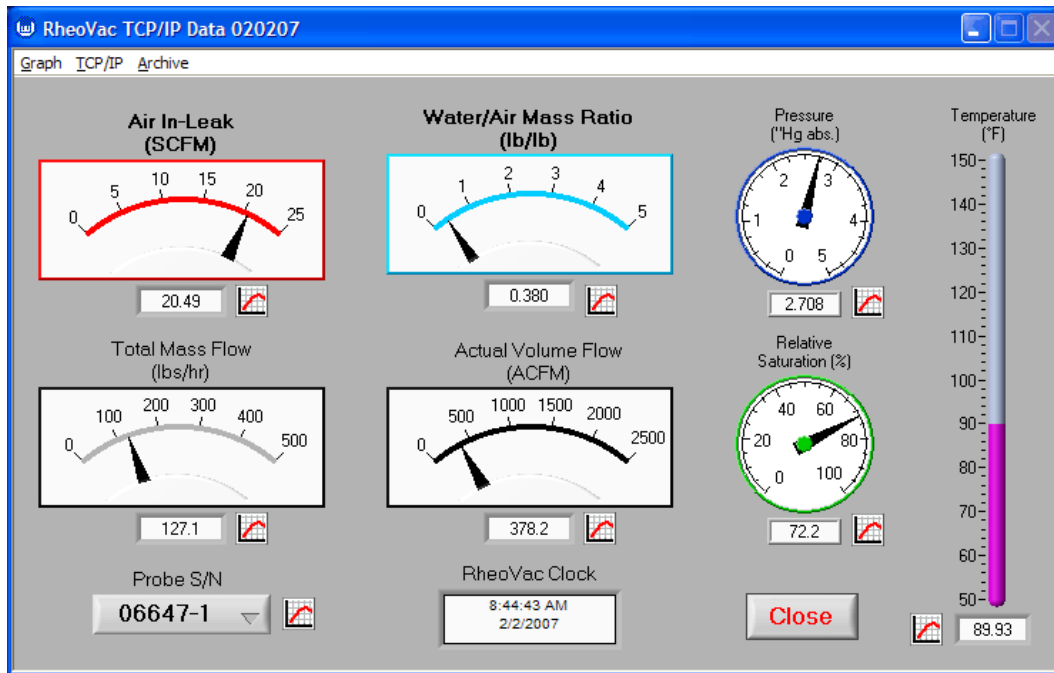 RheoVac TCP/IP Data 020207
Graph TCP/IP Archive
Air In-Leak
(SCFM)
0 5 10 15 20 25
20.49
Water/Air Mass Ratio
(lb/lb)
0 1 2 3 4 5
0.380
Pressure
("Hg abs.)
0 1 2 3 4 5
2.708
Temperature
(°F)
150
140
130
120
110
100
90
80
70
60
50
89.93
Total Mass Flow
(lbs/hr)
0 100 200 300 400 500
127.1
Actual Volume Flow
(ACFM)
0 500 1000 1500 2000 2500
378.2
Relative
Saturation (%)
0 20 40 60 80 100
72.2
Probe S/N
06647-1
RheoVac Clock
8:44:43 AM
2/2/2007
Close